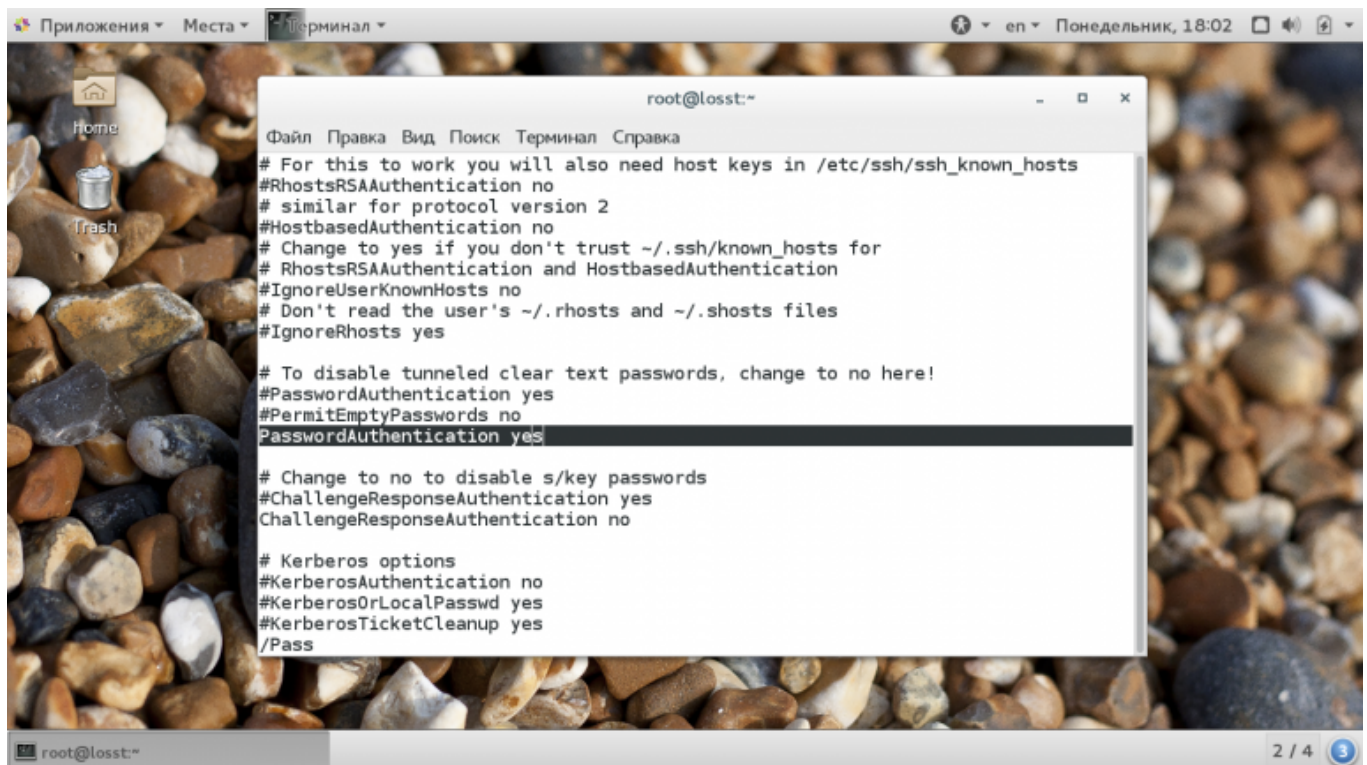 Приложения Места Терминал en Понедельник, 18:02
home
Trash
root@losst:~
Файл Правка Вид Поиск Терминал Справка
# For this to work you will also need host keys in /etc/ssh/ssh_known_hosts
#RhostsRSAAuthentication no
# similar for protocol version 2
#HostbasedAuthentication no
# Change to yes if you don't trust ~/.ssh/known_hosts for
# RhostsRSAAuthentication and HostbasedAuthentication
#IgnoreUserKnownHosts no
# Don't read the user's ~/.rhosts and ~/.shosts files
#IgnoreRhosts yes
# To disable tunneled clear text passwords, change to no here!
#PasswordAuthentication yes
#PermitEmptyPasswords no
PasswordAuthentication yes
# Change to no to disable s/key passwords
#ChallengeResponseAuthentication yes
ChallengeResponseAuthentication no
# Kerberos options
#KerberosAuthentication no
#KerberosOrLocalPasswd yes
#KerberosTicketCleanup yes
/Pass
root@losst:~ 2 / 4 3